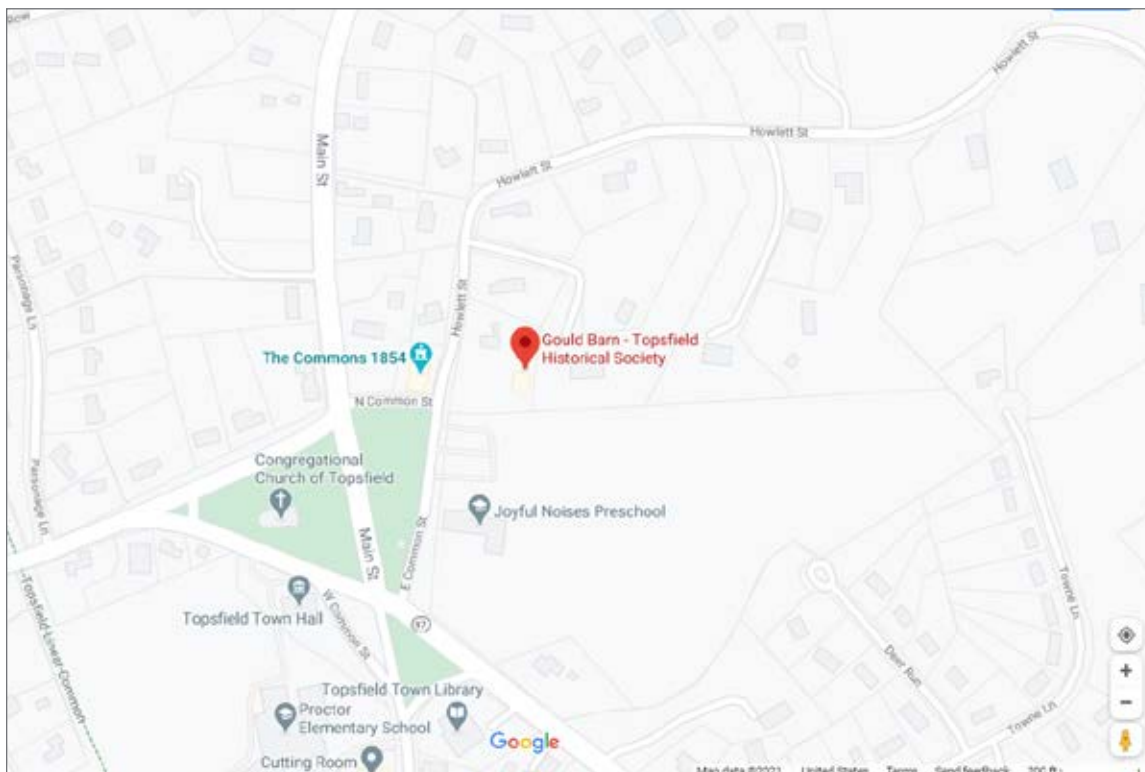 Row
Howlett St
Howlett St
Main St
Howlett St
Parsonage Ln
Howlett St
Gould Barn - Topsfield
Historical Society
The Commons 1854
N Common St
Congregational
Church of Topsfield
Parsonage Ln
Joyful Noises Preschool
Main St
E Common St
Topsfield Linear Common
Topsfield Town Hall
W Common St
97
Towne Ln
Deer Run
Topsfield Town Library
Proctor
Elementary School
Towne Ln
Google
Cutting Room
Map data ©2021 United States Terms Send feedback 200 ft